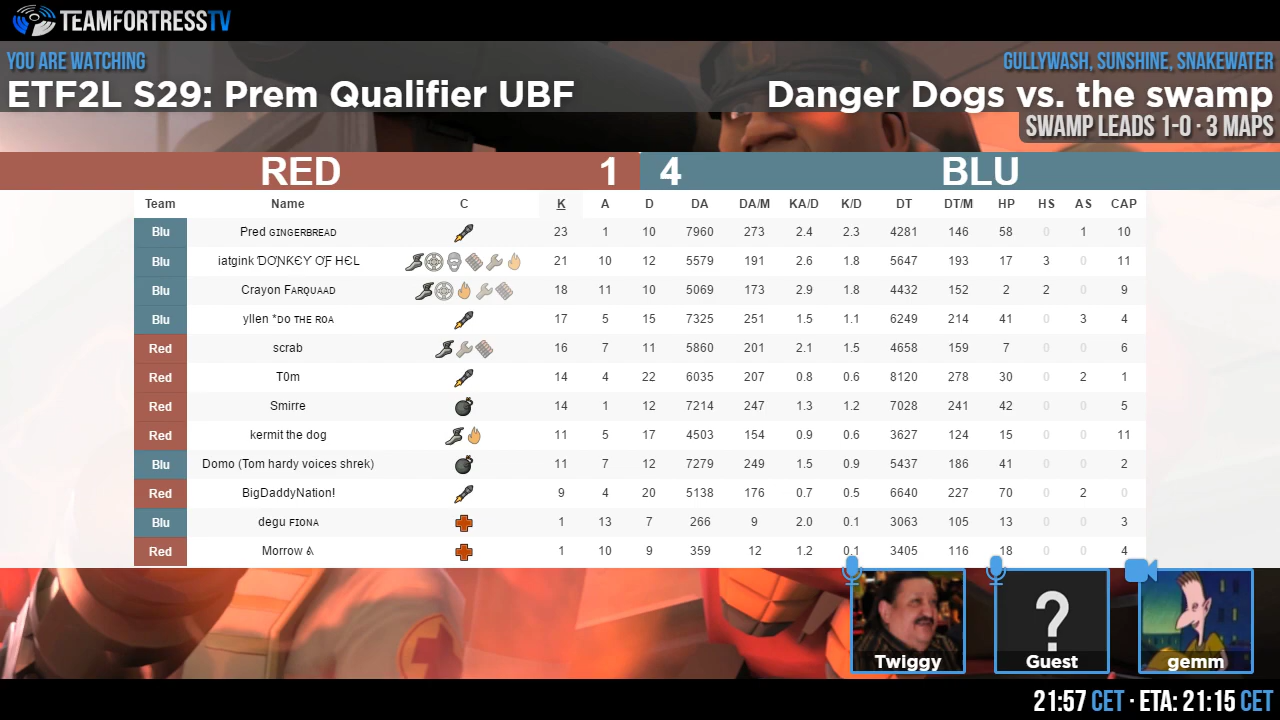 TEAMFORTRESSTV
YOU ARE WATCHING
GULLYWASH, SUNSHINE, SNAKEWATER
ETF2L S29: Prem Qualifier UBF
Danger Dogs vs. the swamp
SWAMP LEADS 1-0 · 3 MAPS
RED 1 4 BLU
Team Name C K A D DA DA/M KA/D K/D DT DT/M HP HS AS CAP
Blu Pred ɢɪɴɢᴇʀʙʀᴇᴀᴅ 23 1 10 7960 273 2.4 2.3 4281 146 58 0 1 10
Blu iatgink ƊƠƝƘЄƳ ƠƑ HЄL 21 10 12 5579 191 2.6 1.8 5647 193 17 3 0 11
Blu Crayon Fᴀʀǫᴜᴀᴀᴅ 18 11 10 5069 173 2.9 1.8 4432 152 2 2 0 9
Blu yllen *ᴅᴏ ᴛʜᴇ ʀᴏᴀ 17 5 15 7325 251 1.5 1.1 6249 214 41 0 3 4
Red scrab 16 7 11 5860 201 2.1 1.5 4658 159 7 0 0 6
Red T0m 14 4 22 6035 207 0.8 0.6 8120 278 30 0 2 1
Red Smirre 14 1 12 7214 247 1.3 1.2 7028 241 42 0 0 5
Red kermit the dog 11 5 17 4503 154 0.9 0.6 3627 124 15 0 0 11
Blu Domo (Tom hardy voices shrek) 11 7 12 7279 249 1.5 0.9 5437 186 41 0 0 2
Red BigDaddyNation! 9 4 20 5138 176 0.7 0.5 6640 227 70 0 2 0
Blu degu ғɪᴏɴᴀ 1 13 7 266 9 2.0 0.1 3063 105 13 0 0 3
Red Morrow 1 10 9 359 12 1.2 0.1 3405 116 18 0 0 4
?
Twiggy Guest gemm
21:57 CET · ETA: 21:15 CET